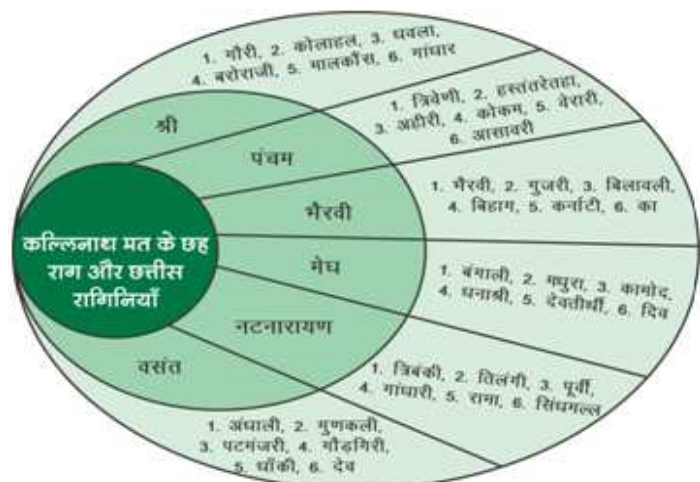 1. गौरी, 2. कोलाहल, 3. धवला,
4. बरोराजी, 5. मालकौंस, 6. गांधार
श्री
1. त्रिवेणी, 2. हस्तंतरेतहा,
3. अहीरी, 4. कोकम, 5. वेरारी,
6. आसावरी
पंचम
1. भैरवी, 2. गुजरी, 3. बिलावली,
4. बिहाग, 5. कर्नाटी, 6. का
भैरवी
कल्लिनाथ मत के छह
राग और छत्तीस
रागिनियाँ
1. बंगाली, 2. मधुरा, 3. कामोद,
4. धनाश्री, 5. देवतीर्थी, 6. दिव
मेघ
1. त्रिबंकी, 2. तिलंगी, 3. पूर्वी,
4. गांधारी, 5. रामा, 6. सिंधमल्ल
नटनारायण
वसंत
1. अंधाली, 2. गुणकली,
3. पटमंजरी, 4. गौड़गिरी,
5. धाँकी, 6. देव